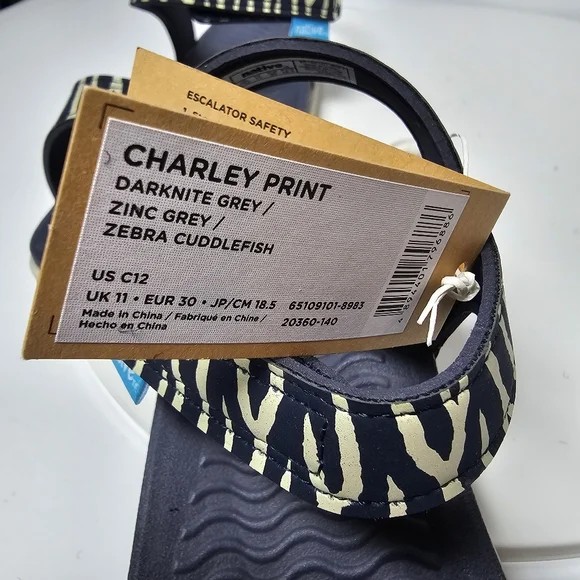 native
ESCALATOR SAFETY
CHARLEY PRINT
DARKNITE GREY /
ZINC GREY /
ZEBRA CUDDLEFISH
US C12
UK 11 • EUR 30 • JP/CM 18.5 65109101-8983
Made in China / Fabriqué en Chine / 20360-140
Hecho en China